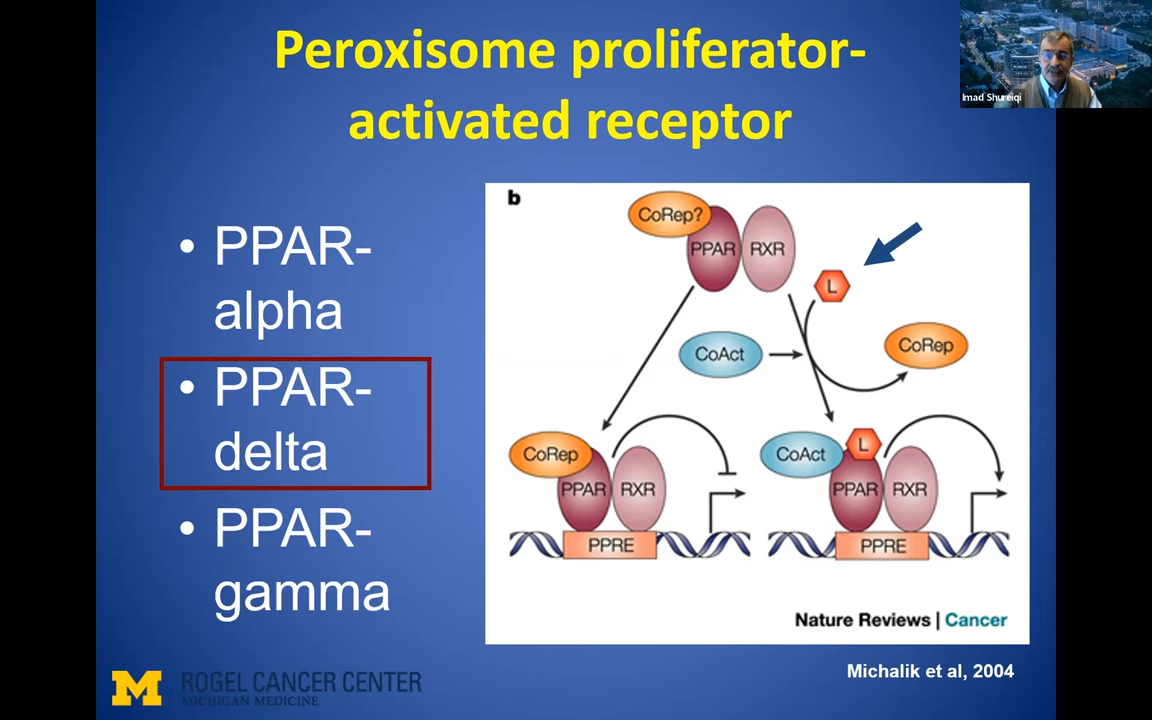 Peroxisome proliferator-
activated receptor
Imad Shureiqi
• PPAR-
alpha
• PPAR-
delta
• PPAR-
gamma
b
CoRep?
PPAR RXR
L
CoAct
CoRep
CoRep
PPAR RXR
PPRE
CoAct
L
PPAR RXR
PPRE
Nature Reviews | Cancer
Michalik et al, 2004
M
ROGEL CANCER CENTER
MICHIGAN MEDICINE